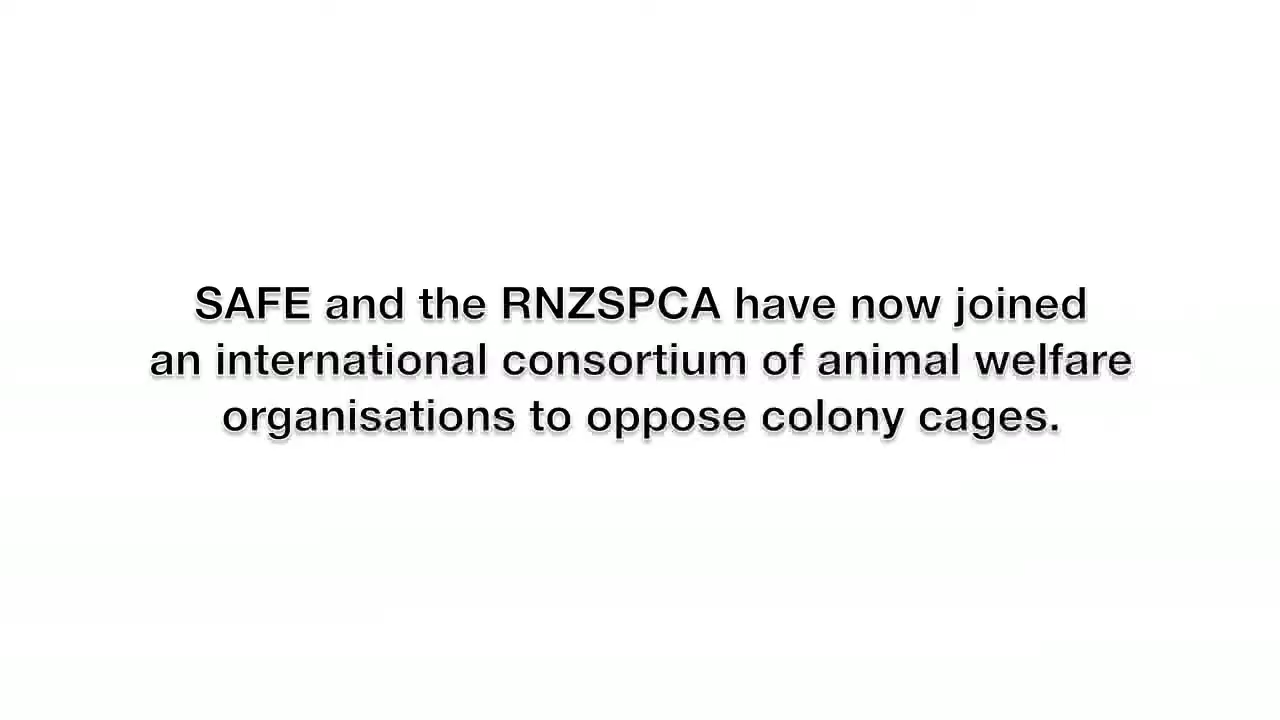 SAFE and the RNZSPCA have now joined
an international consortium of animal welfare
organisations to oppose colony cages.